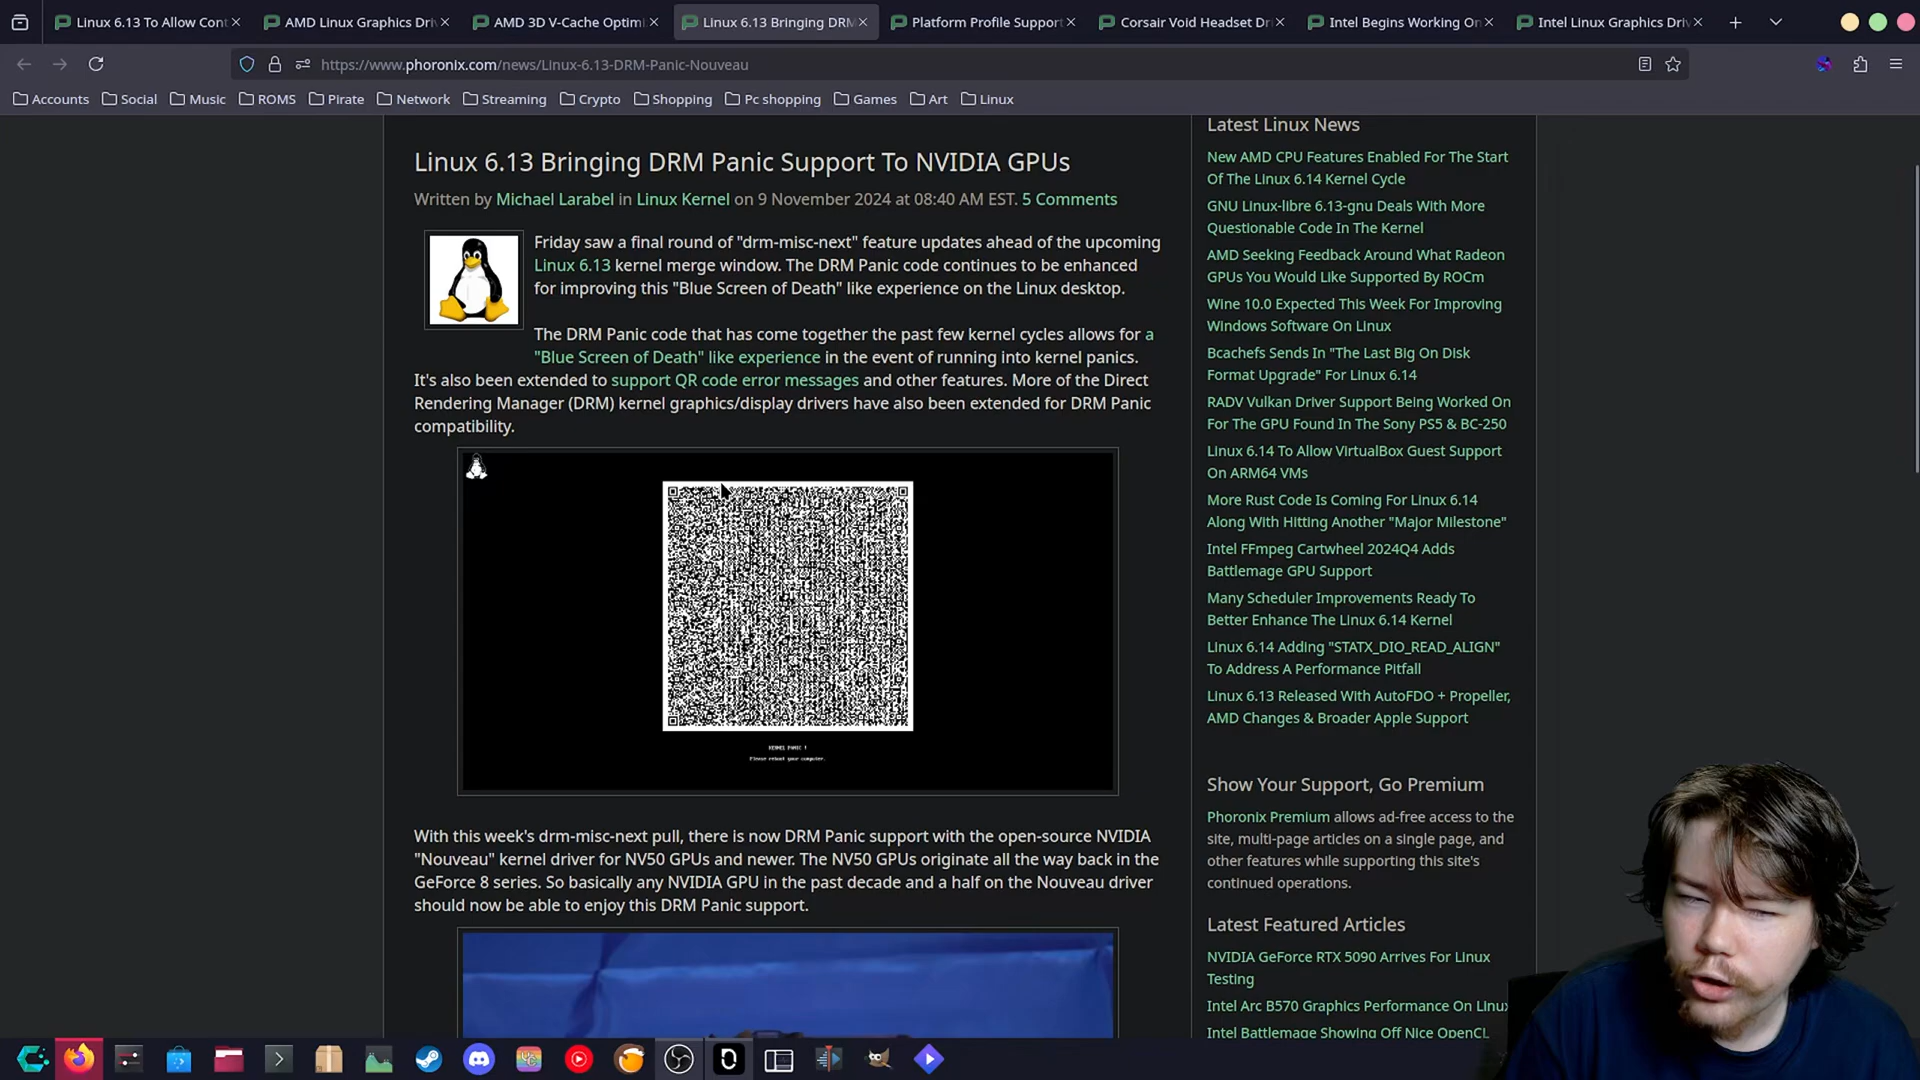 Linux 6.13 To Allow Cont
AMD Linux Graphics Dri
AMD 3D V-Cache Optim
Linux 6.13 Bringing DRM
Platform Profile Support
Corsair Void Headset Dr
Intel Begins Working On
Intel Linux Graphics Driv
https://www.phoronix.com/news/Linux-6.13-DRM-Panic-Nouveau
Accounts
Social
Music
ROMS
Pirate
Network
Streaming
Crypto
Shopping
Pc shopping
Games
Art
Linux
Linux 6.13 Bringing DRM Panic Support To NVIDIA GPUs
Written by Michael Larabel in Linux Kernel on 9 November 2024 at 08:40 AM EST. 5 Comments
Friday saw a final round of "drm-misc-next" feature updates ahead of the upcoming
Linux 6.13 kernel merge window. The DRM Panic code continues to be enhanced
for improving this "Blue Screen of Death" like experience on the Linux desktop.
The DRM Panic code that has come together the past few kernel cycles allows for a
"Blue Screen of Death" like experience in the event of running into kernel panics.
It's also been extended to support QR code error messages and other features. More of the Direct
Rendering Manager (DRM) kernel graphics/display drivers have also been extended for DRM Panic
compatibility.
KERNEL PANIC !
Please reboot your computer.
With this week's drm-misc-next pull, there is now DRM Panic support with the open-source NVIDIA
"Nouveau" kernel driver for NV50 GPUs and newer. The NV50 GPUs originate all the way back in the
GeForce 8 series. So basically any NVIDIA GPU in the past decade and a half on the Nouveau driver
should now be able to enjoy this DRM Panic support.
Latest Linux News
New AMD CPU Features Enabled For The Start
Of The Linux 6.14 Kernel Cycle
GNU Linux-libre 6.13-gnu Deals With More
Questionable Code In The Kernel
AMD Seeking Feedback Around What Radeon
GPUs You Would Like Supported By ROCm
Wine 10.0 Expected This Week For Improving
Windows Software On Linux
Bcachefs Sends In "The Last Big On Disk
Format Upgrade" For Linux 6.14
RADV Vulkan Driver Support Being Worked On
For The GPU Found In The Sony PS5 & BC-250
Linux 6.14 To Allow VirtualBox Guest Support
On ARM64 VMs
More Rust Code Is Coming For Linux 6.14
Along With Hitting Another "Major Milestone"
Intel FFmpeg Cartwheel 2024Q4 Adds
Battlemage GPU Support
Many Scheduler Improvements Ready To
Better Enhance The Linux 6.14 Kernel
Linux 6.14 Adding "STATX_DIO_READ_ALIGN"
To Address A Performance Pitfall
Linux 6.13 Released With AutoFDO + Propeller,
AMD Changes & Broader Apple Support
Show Your Support, Go Premium
Phoronix Premium allows ad-free access to the
site, multi-page articles on a single page, and
other features while supporting this site's
continued operations.
Latest Featured Articles
NVIDIA GeForce RTX 5090 Arrives For Linux
Testing
Intel Arc B570 Graphics Performance On Linux
Intel Battlemage Showing Off Nice OpenCL